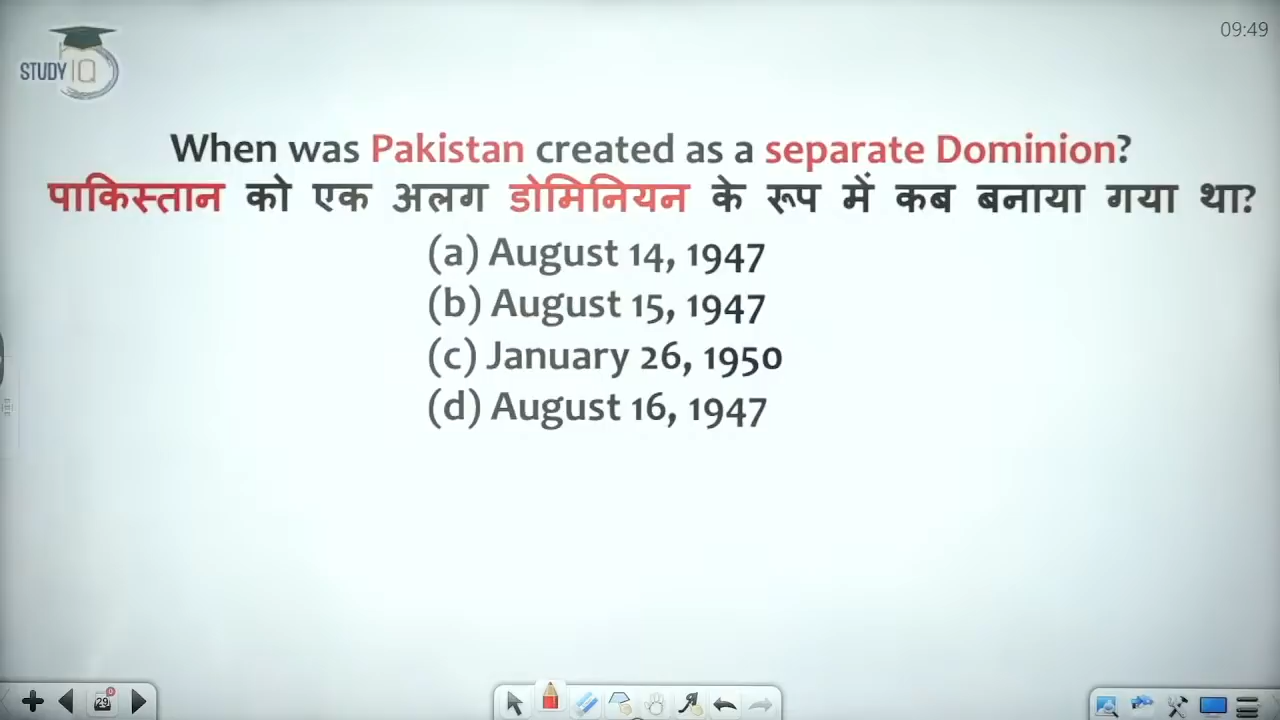 STUDY IQ
09:49
When was Pakistan created as a separate Dominion?
पाकिस्तान को एक अलग डोमिनियन के रूप में कब बनाया गया था?
(a) August 14, 1947
(b) August 15, 1947
(c) January 26, 1950
(d) August 16, 1947
29